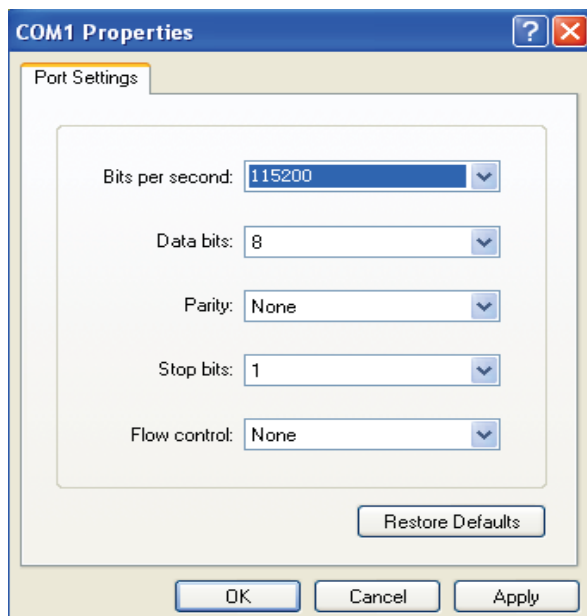 COM1 Properties
Port Settings
Bits per second: 115200
Data bits: 8
Parity: None
Stop bits: 1
Flow control: None
Restore Defaults
OK Cancel Apply